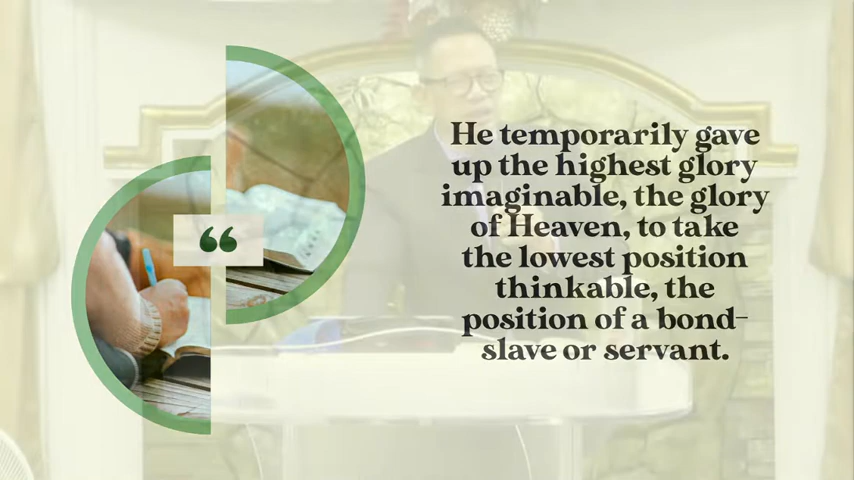 “
He temporarily gave
up the highest glory
imaginable, the glory
of Heaven, to take
the lowest position
thinkable, the
position of a bond-
slave or servant.